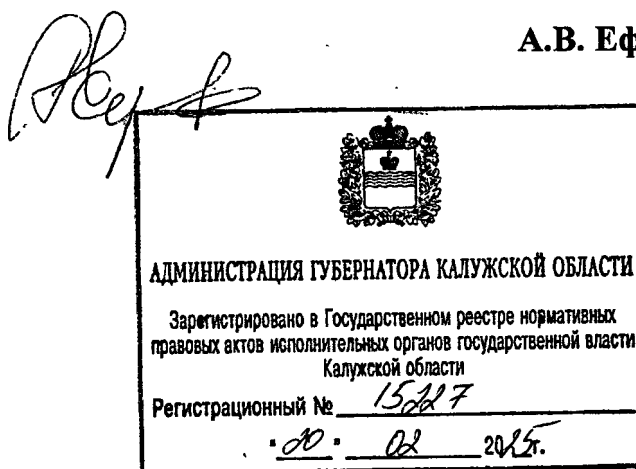 А.В. Еф
АДМИНИСТРАЦИЯ ГУБЕРНАТОРА КАЛУЖСКОЙ ОБЛАСТИ
Зарегистрировано в Государственном реестре нормативных
правовых актов исполнительных органов государственной власти
Калужской области
Регистрационный № 15227
"20" 02 2025г.